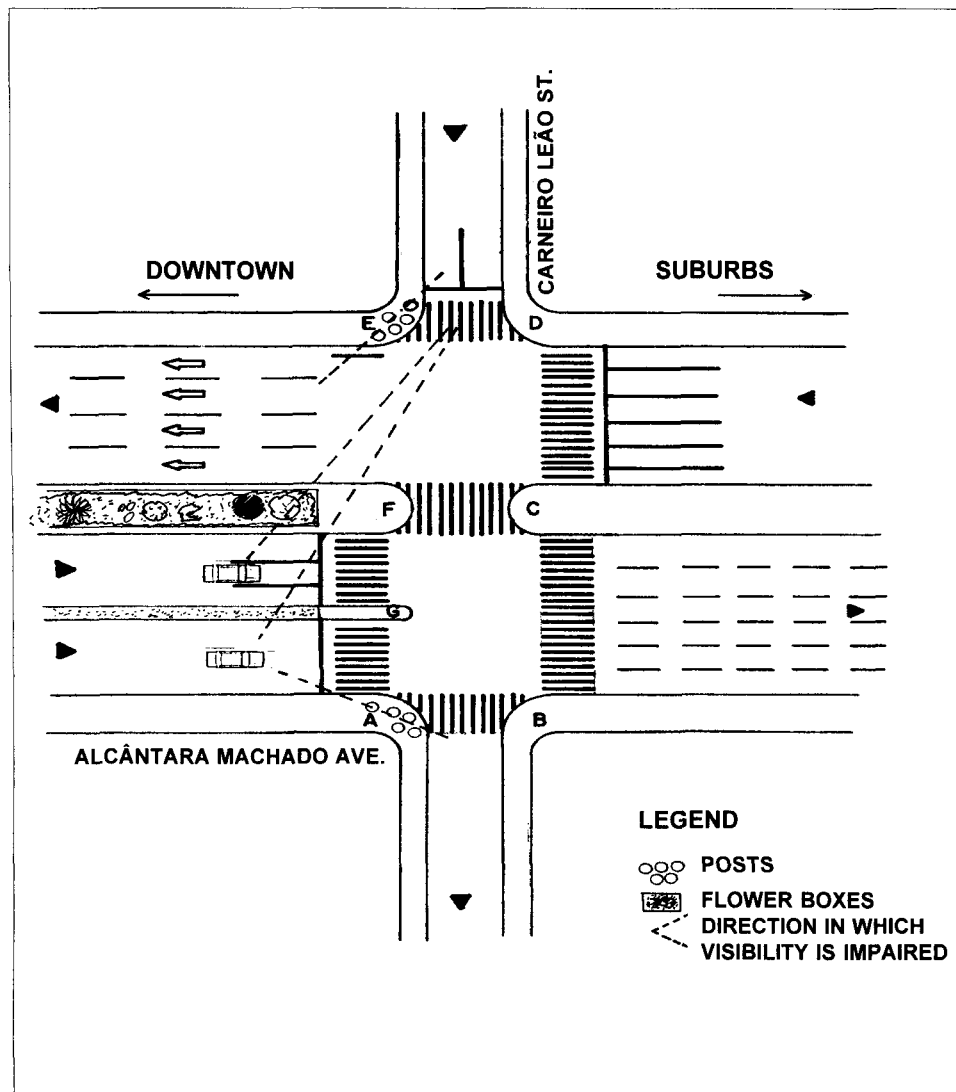 CARNEIRO LEÃO ST.
DOWNTOWN
SUBURBS
E
D
F
C
G
A
B
ALCÂNTARA MACHADO AVE.
LEGEND
POSTS
FLOWER BOXES
DIRECTION IN WHICH
VISIBILITY IS IMPAIRED